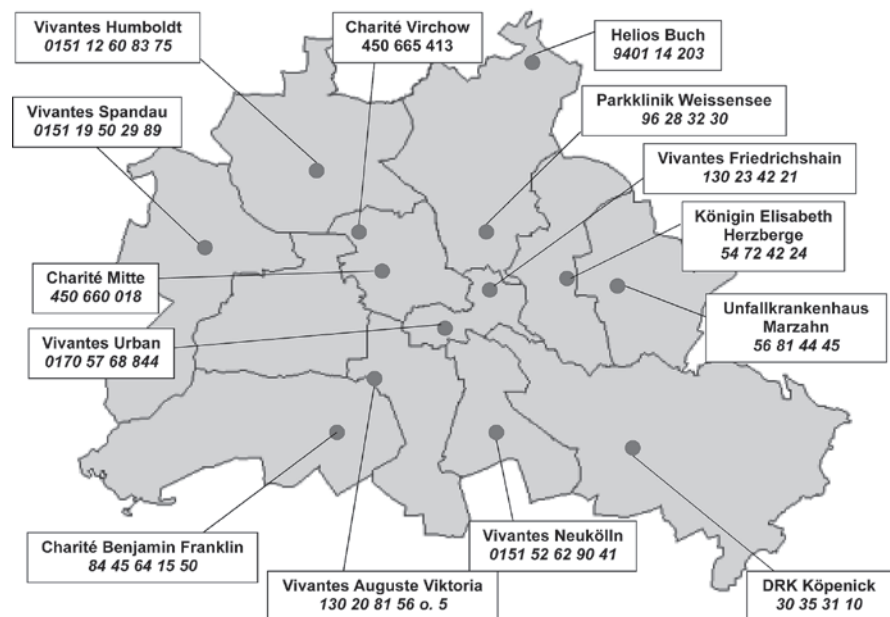 Vivantes Humboldt
0151 12 60 83 75
Charité Virchow
450 665 413
Helios Buch
9401 14 203
Vivantes Spandau
0151 19 50 29 89
Parkklinik Weissensee
96 28 32 30
Vivantes Friedrichshain
130 23 42 21
Königin Elisabeth
Herzberge
54 72 42 24
Charité Mitte
450 660 018
Unfallkrankenhaus
Marzahn
56 81 44 45
Vivantes Urban
0170 57 68 844
Charité Benjamin Franklin
84 45 64 15 50
Vivantes Neukölln
0151 52 62 90 41
Vivantes Auguste Viktoria
130 20 81 56 o. 5
DRK Köpenick
30 35 31 10